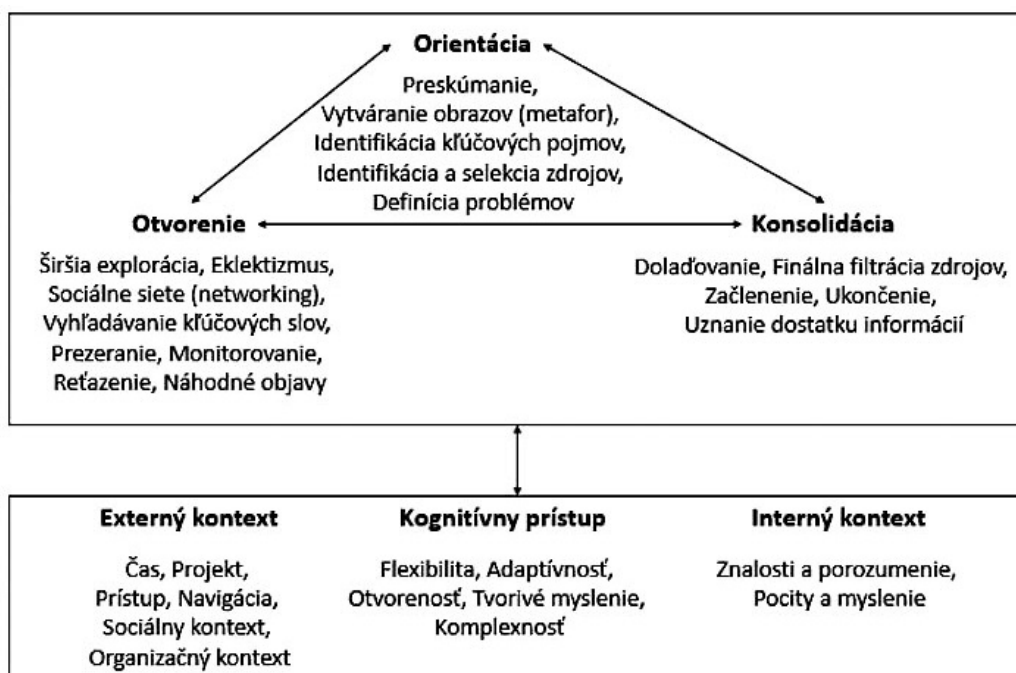 Orientácia
Preskúmanie,
Vytváranie obrazov (metafor),
Identifikácia kľúčových pojmov,
Identifikácia a selekcia zdrojov,
Definícia problémov
Otvorenie
Širšia explorácia, Eklektizmus,
Sociálne siete (networking),
Vyhľadávanie kľúčových slov,
Prezeranie, Monitorovanie,
Reťazenie, Náhodné objavy
Konsolidácia
Dolaďovanie, Finálna filtrácia zdrojov,
Začlenenie, Ukončenie,
Uznanie dostatku informácií
Externý kontext
Čas, Projekt,
Prístup, Navigácia,
Sociálny kontext,
Organizačný kontext
Kognitívny prístup
Flexibilita, Adaptívnosť,
Otvorenosť, Tvorivé myslenie,
Komplexnosť
Interný kontext
Znalosti a porozumenie,
Pocity a myslenie